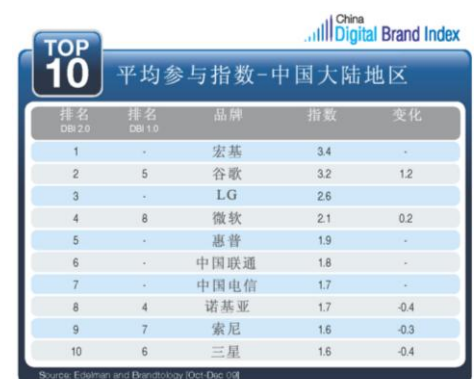 China
Digital Brand Index
TOP
10
平均参与指数-中国大陆地区
排名 排名 品牌 指数 变化
DBI 2.0 DBI 1.0
1 - 宏基 3.4 -
2 5 谷歌 3.2 1.2
3 - LG 2.6
4 8 微软 2.1 0.2
5 - 惠普 1.9 -
6 - 中国联通 1.8 -
7 - 中国电信 1.7 -
8 4 诺基亚 1.7 -0.4
9 7 索尼 1.6 -0.3
10 6 三星 1.6 -0.4
Source: Edelman and Brandtology [Oct-Dec 09]